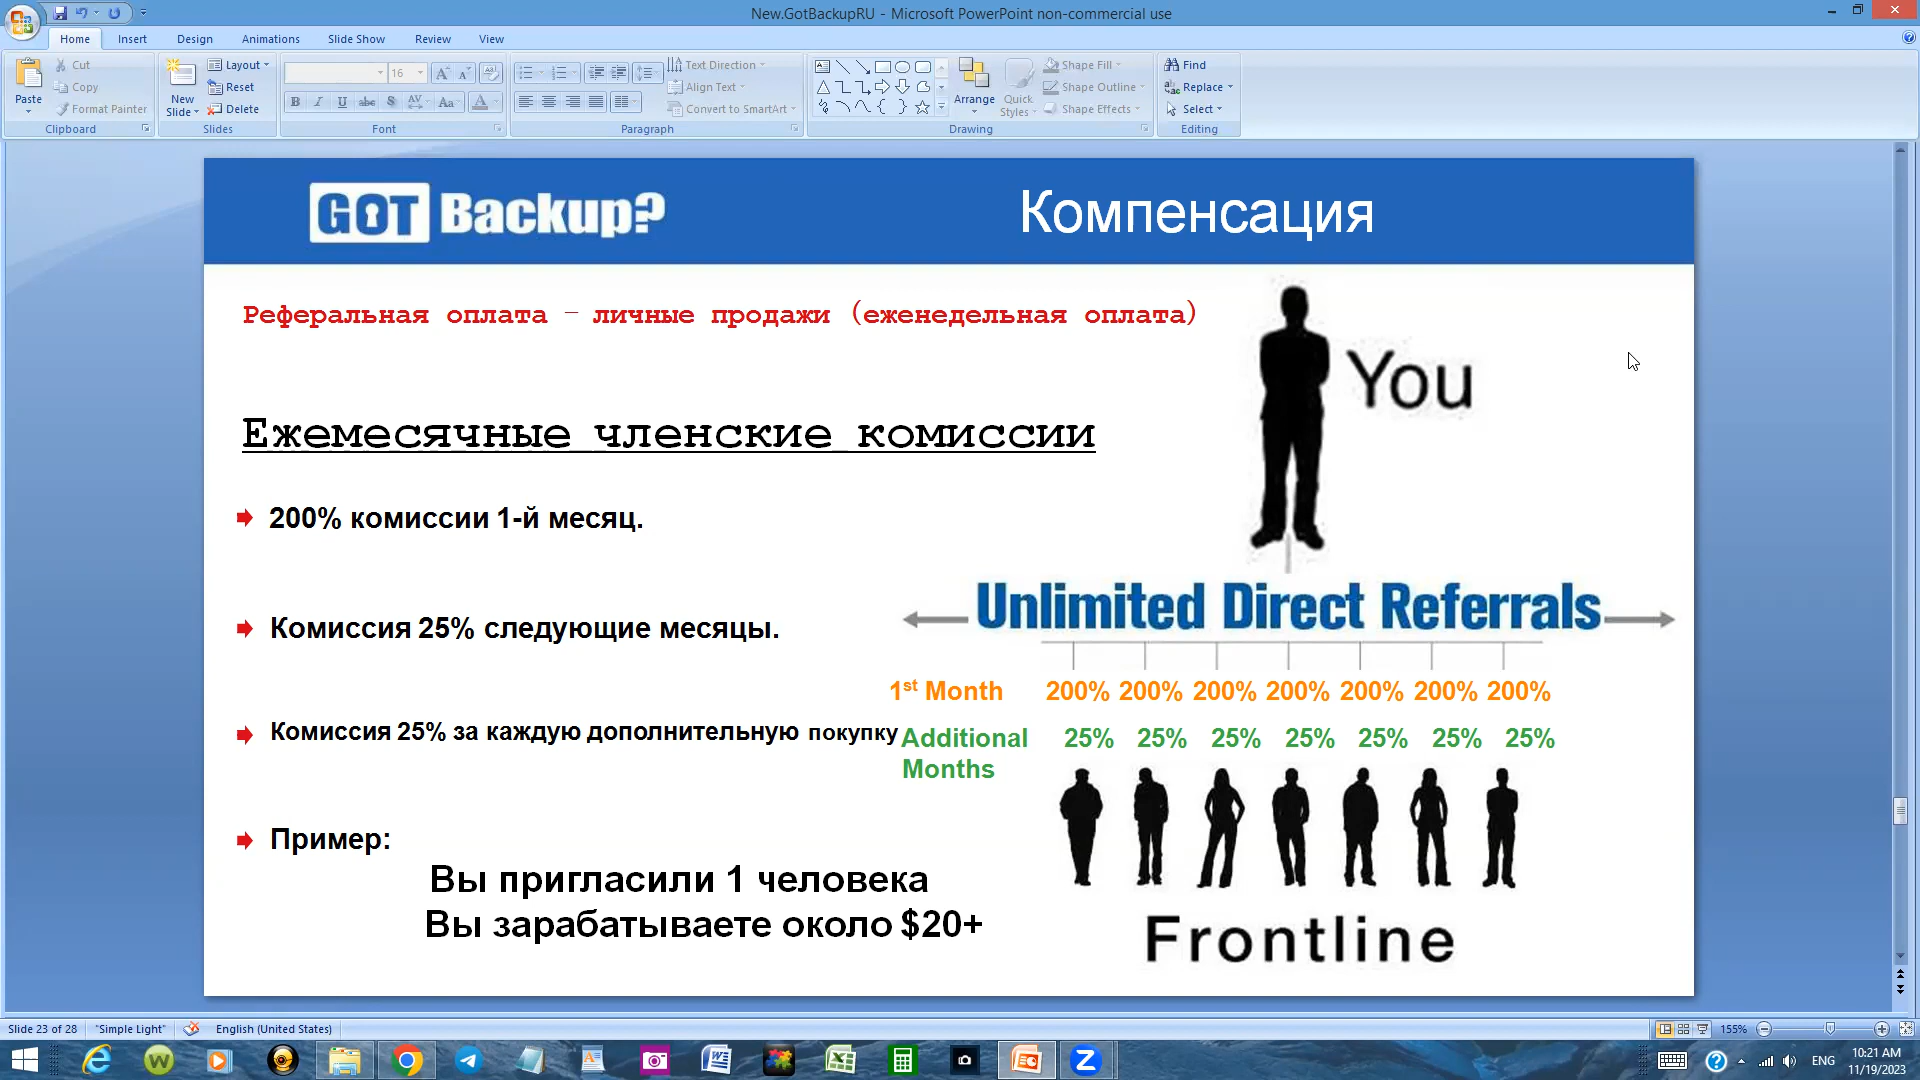 New.GotBackupRU - Microsoft PowerPoint non-commercial use
Home Insert Design Animations Slide Show Review View
Paste
Cut
Copy
Format Painter
Clipboard
New Slide
Layout
Reset
Delete
Slides
16
Font
Text Direction
Align Text
Convert to SmartArt
Paragraph
Arrange
Quick Styles
Shape Fill
Shape Outline
Shape Effects
Drawing
Find
Replace
Select
Editing
GOT Backup?
Компенсация
Реферальная оплата – личные продажи (еженедельная оплата)
You
Ежемесячные членские комиссии
200% комиссии 1-й месяц.
Unlimited Direct Referrals
Комиссия 25% следующие месяцы.
1st Month 200% 200% 200% 200% 200% 200% 200%
Комиссия 25% за каждую дополнительную покупку
Additional Months 25% 25% 25% 25% 25% 25% 25%
Пример:
Вы пригласили 1 человека
Вы зарабатываете около $20+
Frontline
Slide 23 of 28 "Simple Light" English (United States) 155%
ENG 10:21 AM
11/19/2023